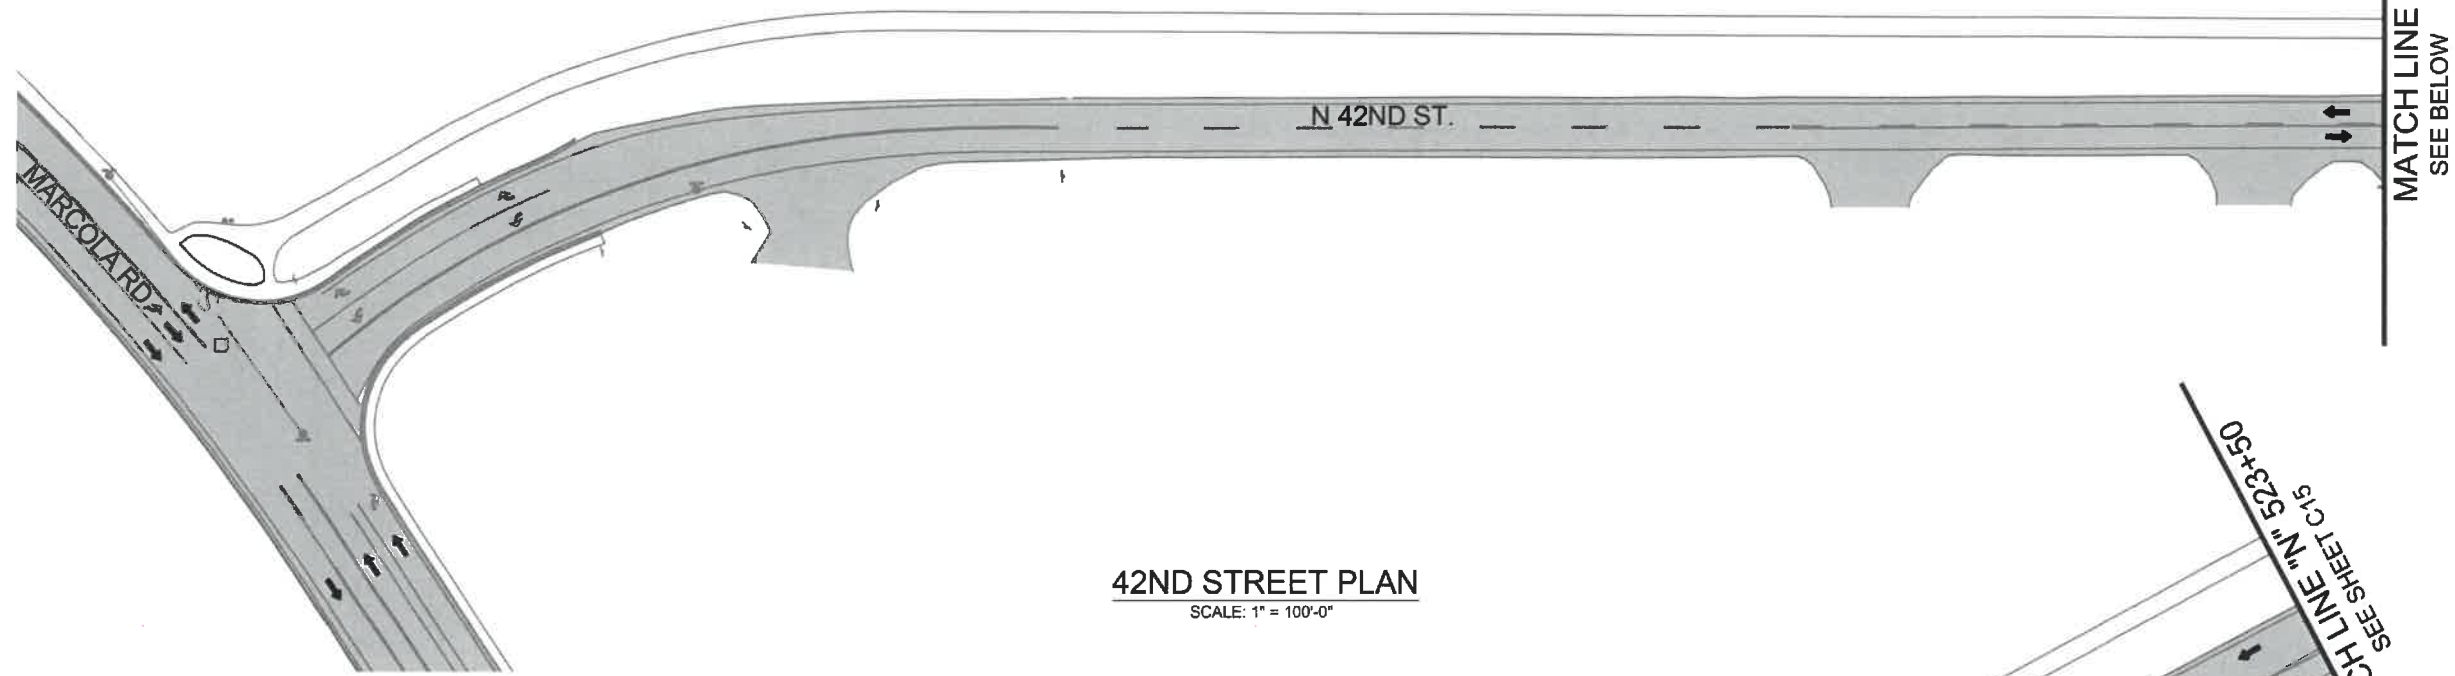 MATCH LINE
SEE BELOW
N 42ND ST.
MARCOLA RD
42ND STREET PLAN
SCALE: 1" = 100'-0"
CH LINE "N" 523+50
SEE SHEET C15